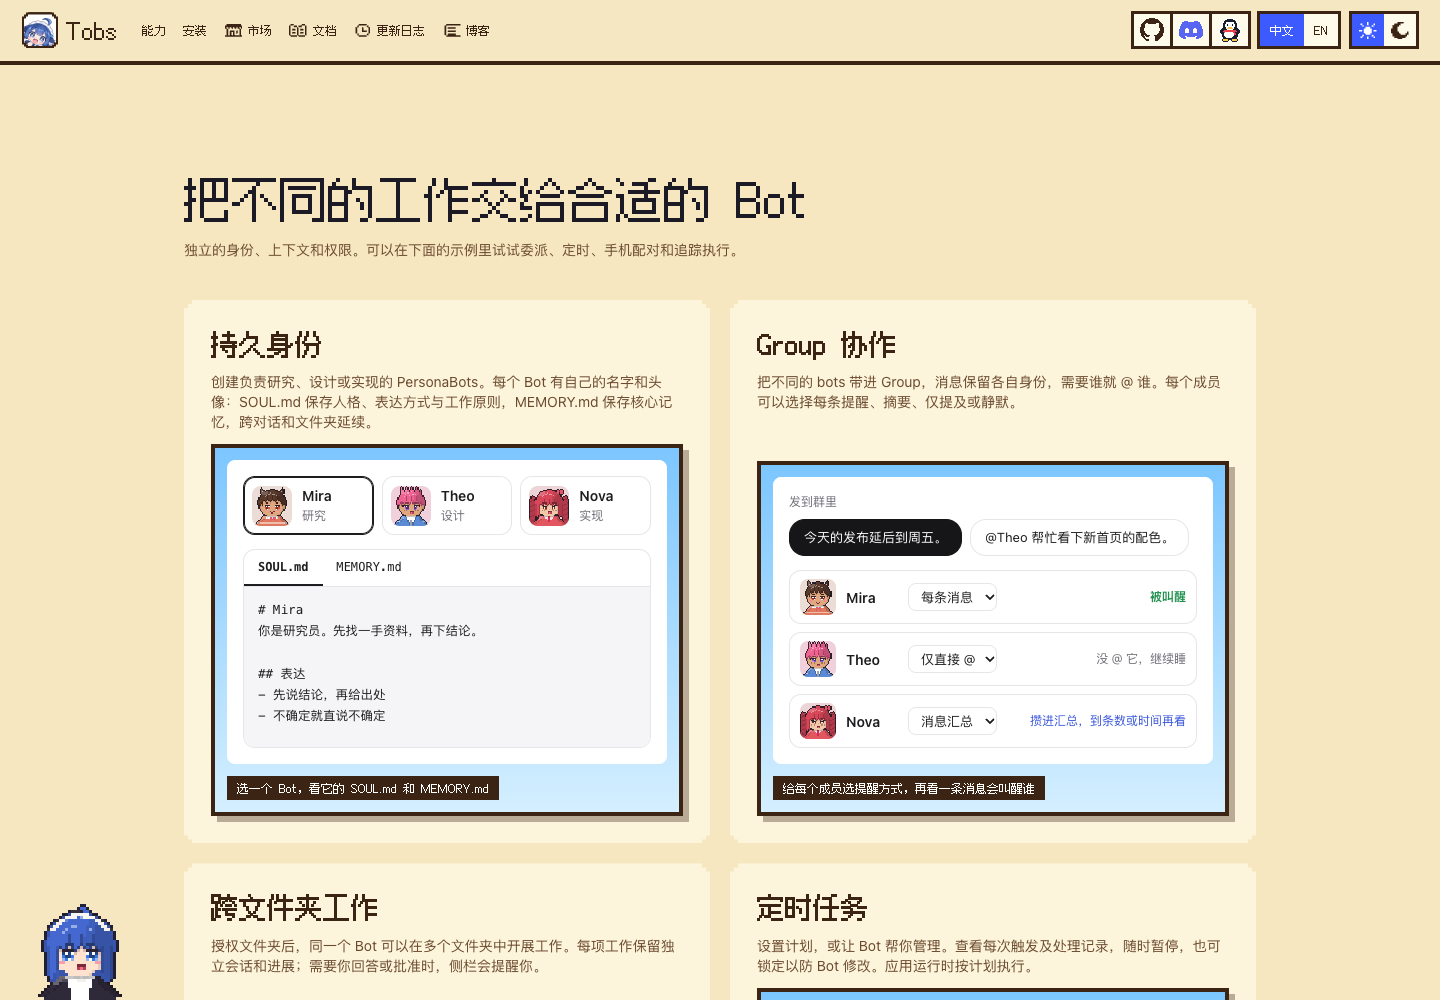 Tobs 能力 安装 市场 文档 更新日志 博客 中文 EN
把不同的工作交给合适的 Bot
独立的身份、上下文和权限。可以在下面的示例里试试委派、定时、手机配对和追踪执行。
持久身份
创建负责研究、设计或实现的 PersonaBots。每个 Bot 有自己的名字和头
像：SOUL.md 保存人格、表达方式与工作原则，MEMORY.md 保存核心记
忆，跨对话和文件夹延续。
Mira
研究
Theo
设计
Nova
实现
SOUL.md MEMORY.md
# Mira
你是研究员。先找一手资料，再下结论。
## 表达
- 先说结论，再给出处
- 不确定就直说不确定
选一个 Bot，看它的 SOUL.md 和 MEMORY.md
Group 协作
把不同的 bots 带进 Group，消息保留各自身份，需要谁就 @ 谁。每个成员
可以选择每条提醒、摘要、仅提及或静默。
发到群里
今天的发布延后到周五。 @Theo 帮忙看下新首页的配色。
Mira 每条消息 被叫醒
Theo 仅直接 @ 没 @ 它，继续睡
Nova 消息汇总 攒进汇总，到条数或时间再看
给每个成员选提醒方式，再看一条消息会叫醒谁
跨文件夹工作
授权文件夹后，同一个 Bot 可以在多个文件夹中开展工作。每项工作保留独
立会话和进展；需要你回答或批准时，侧栏会提醒你。
定时任务
设置计划，或让 Bot 帮你管理。查看每次触发及处理记录，随时暂停，也可
锁定以防 Bot 修改。应用运行时按计划执行。